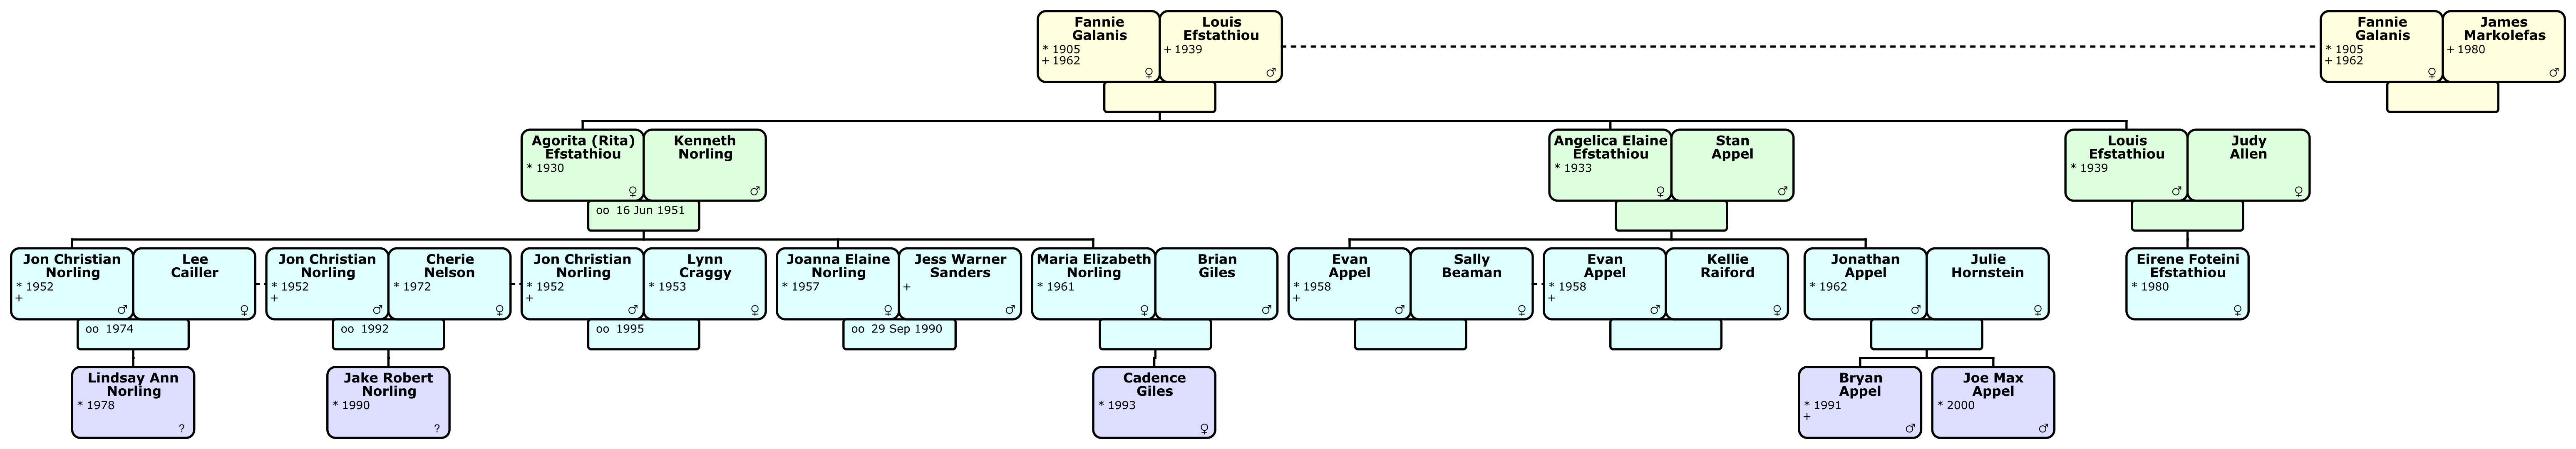 Fannie
Galanis
* 1905
+ 1962
♀
Louis
Efstathiou
+ 1939
♂
Fannie
Galanis
* 1905
+ 1962
♀
James
Markolefas
+ 1980
♂
Agorita (Rita)
Efstathiou
* 1930
♀
Kenneth
Norling
♂
oo 16 Jun 1951
Angelica Elaine
Efstathiou
* 1933
♀
Stan
Appel
♂
Louis
Efstathiou
* 1939
♂
Judy
Allen
♀
Jon Christian
Norling
* 1952
+
♂
Lee
Cailler
♀
oo 1974
Jon Christian
Norling
* 1952
+
♂
Cherie
Nelson
* 1972
♀
oo 1992
Jon Christian
Norling
* 1952
+
♂
Lynn
Craggy
* 1953
♀
oo 1995
Joanna Elaine
Norling
* 1957
♀
Jess Warner
Sanders
+
♂
oo 29 Sep 1990
Maria Elizabeth
Norling
* 1961
♀
Brian
Giles
♂
Evan
Appel
* 1958
+
♂
Sally
Beaman
♀
Evan
Appel
* 1958
+
♂
Kellie
Raiford
♀
Jonathan
Appel
* 1962
♂
Julie
Hornstein
♀
Eirene Foteini
Efstathiou
* 1980
♀
Lindsay Ann
Norling
* 1978
?
Jake Robert
Norling
* 1990
?
Cadence
Giles
* 1993
♀
Bryan
Appel
* 1991
+
♂
Joe Max
Appel
* 2000
♂